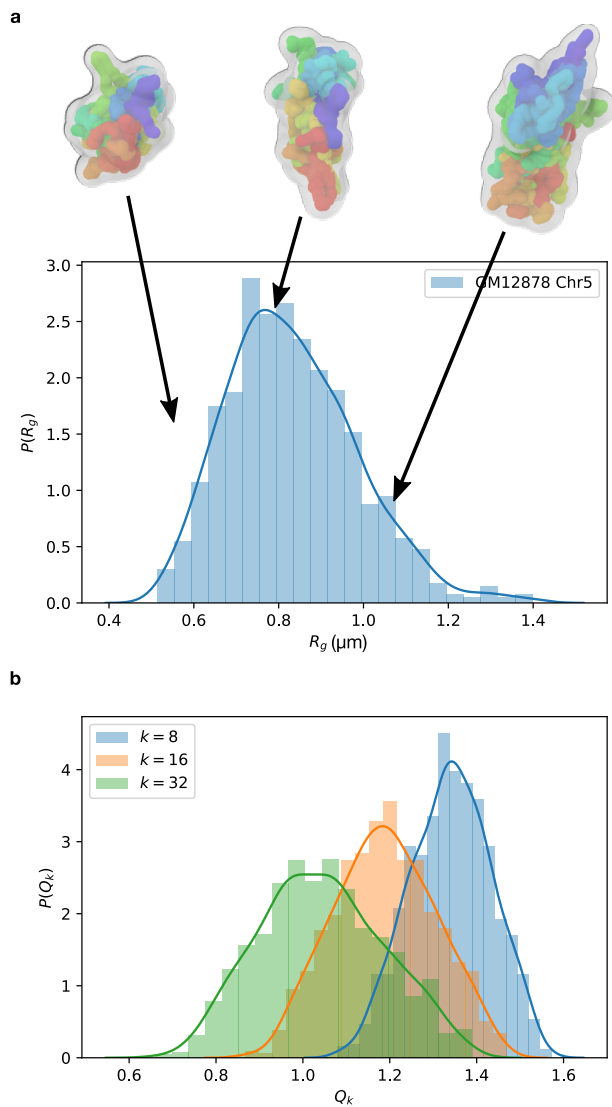 a
3.0
2.5
2.0
1.5
1.0
0.5
0.0
P(R_g)
GM12878 Chr5
0.4 0.6 0.8 1.0 1.2 1.4
R_g (μm)
b
4
3
2
1
0
P(Q_k)
k = 8
k = 16
k = 32
0.6 0.8 1.0 1.2 1.4 1.6
Q_k